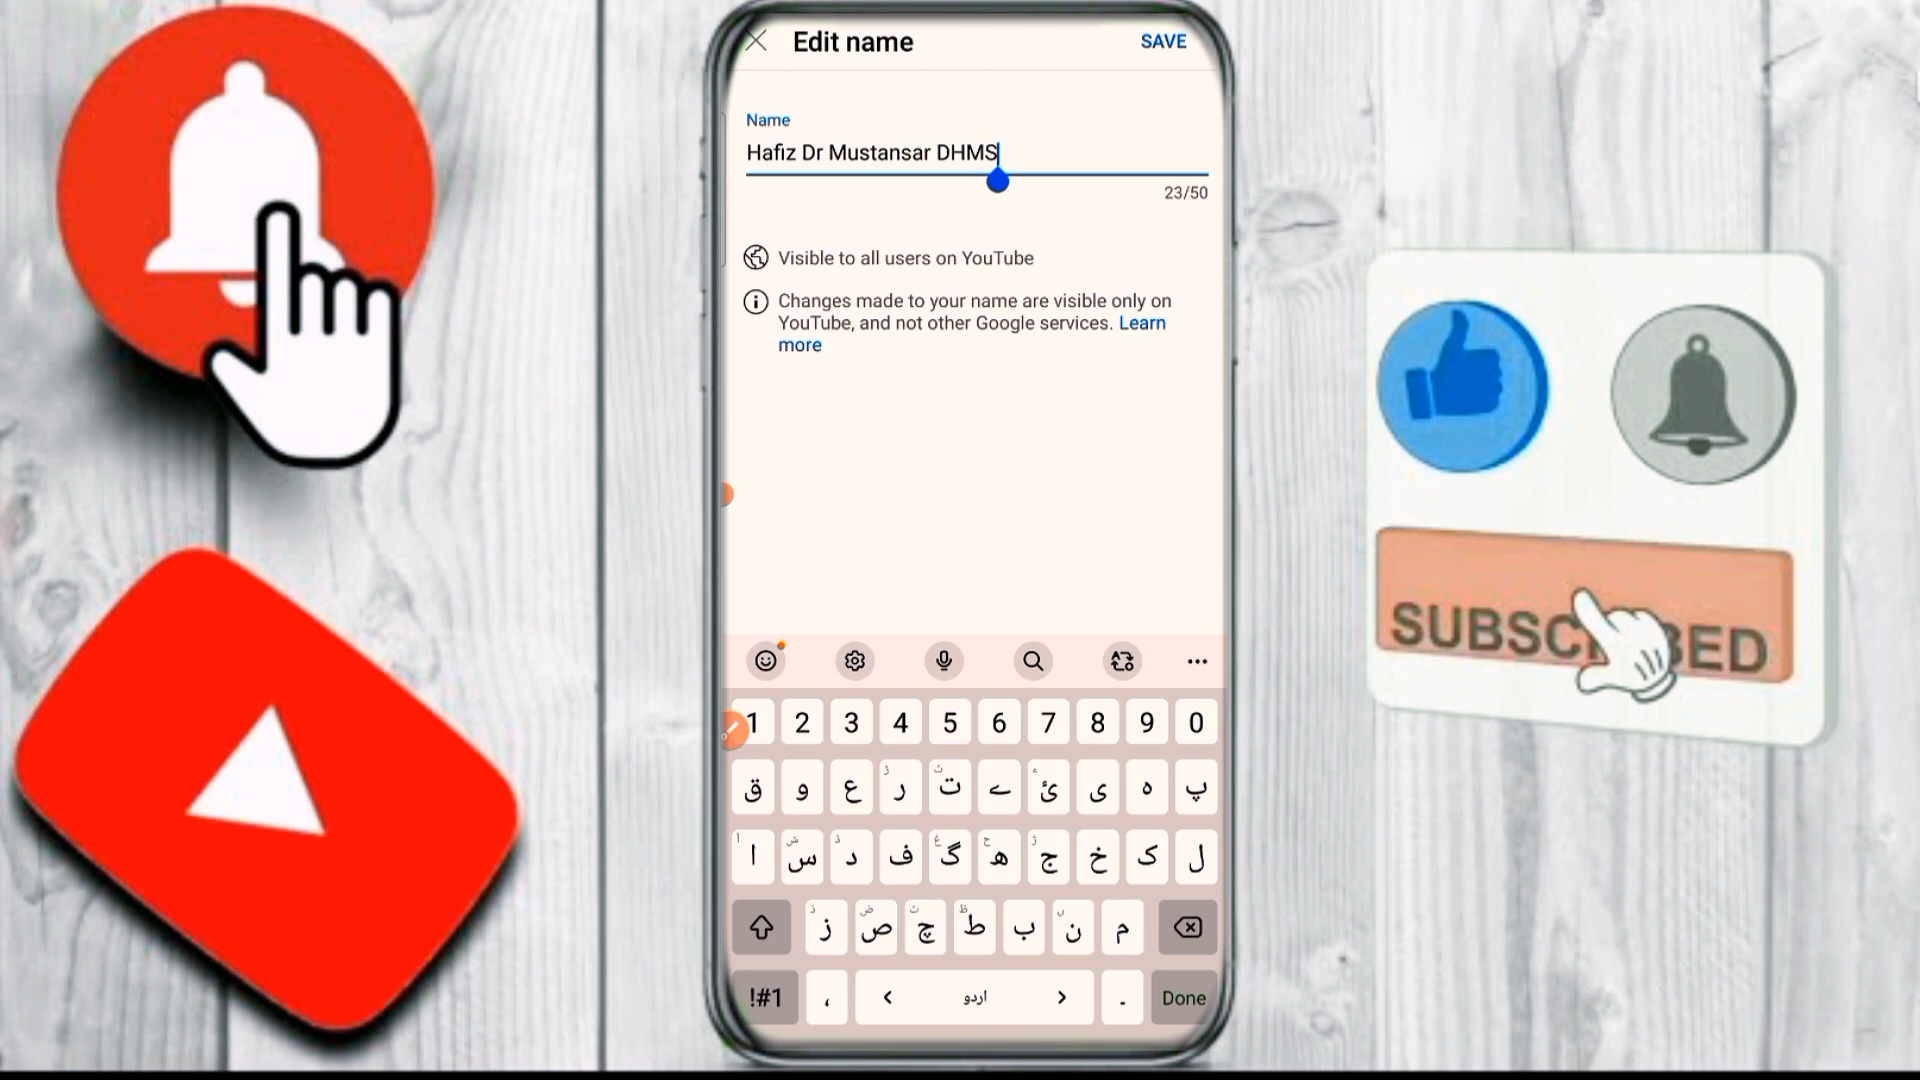 Edit name
SAVE
Name
Hafiz Dr Mustansar DHMS
23/50
Visible to all users on YouTube
Changes made to your name are visible only on
YouTube, and not other Google services. Learn
more
1 2 3 4 5 6 7 8 9 0
ق و ع ر ت ے ئ ی ہ پ
ا س د ف گ ھ ج خ ک ل
ز ص چ ط ب ن م
!#1 ، < اردو > ۔ Done